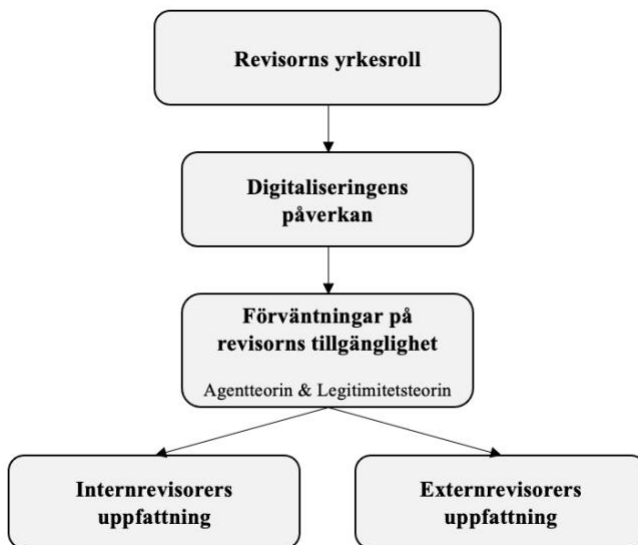 Revisorns yrkesroll
Digitaliseringens
påverkan
Förväntningar på
revisorns tillgänglighet
Agentteorin & Legitimitetsteorin
Internrevisorers
uppfattning
Externrevisorers
uppfattning